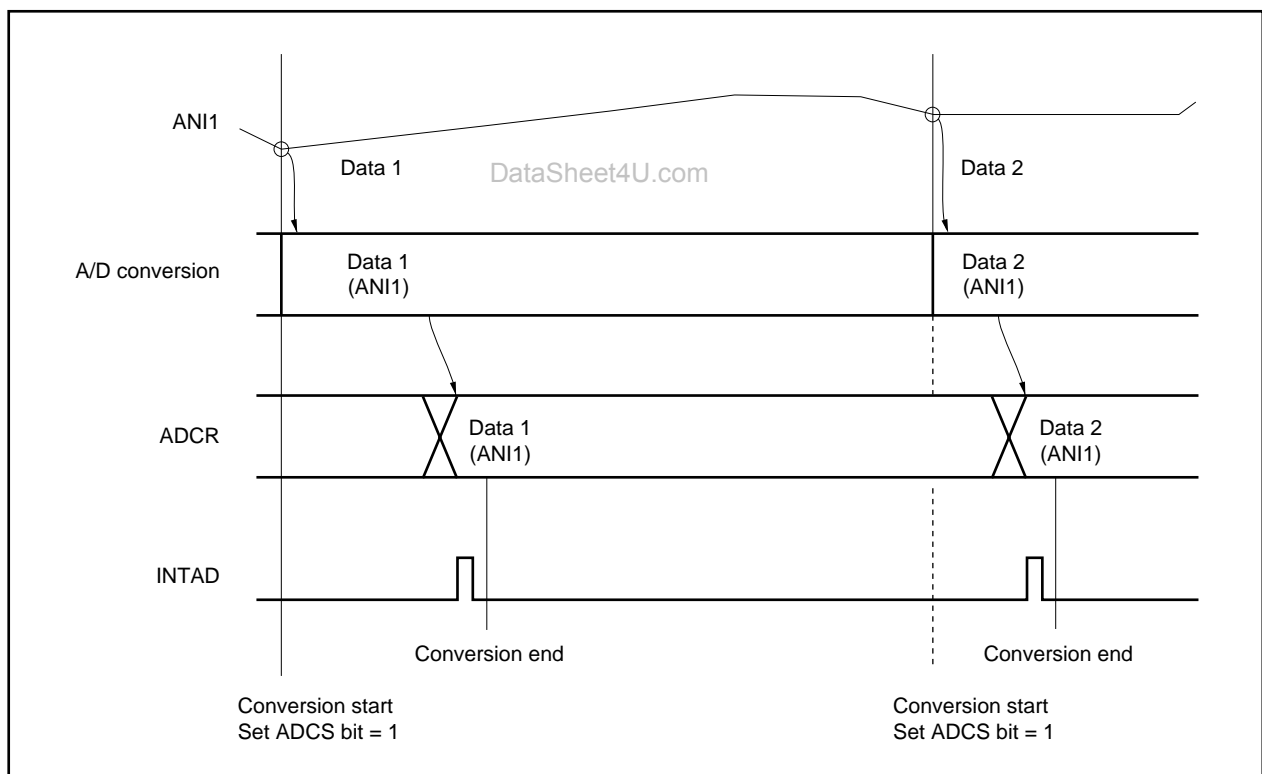 ANI1
Data 1
DataSheet4U.com
Data 2
A/D conversion
Data 1
(ANI1)
Data 2
(ANI1)
ADCR
Data 1
(ANI1)
Data 2
(ANI1)
INTAD
Conversion end
Conversion end
Conversion start
Set ADCS bit = 1
Conversion start
Set ADCS bit = 1